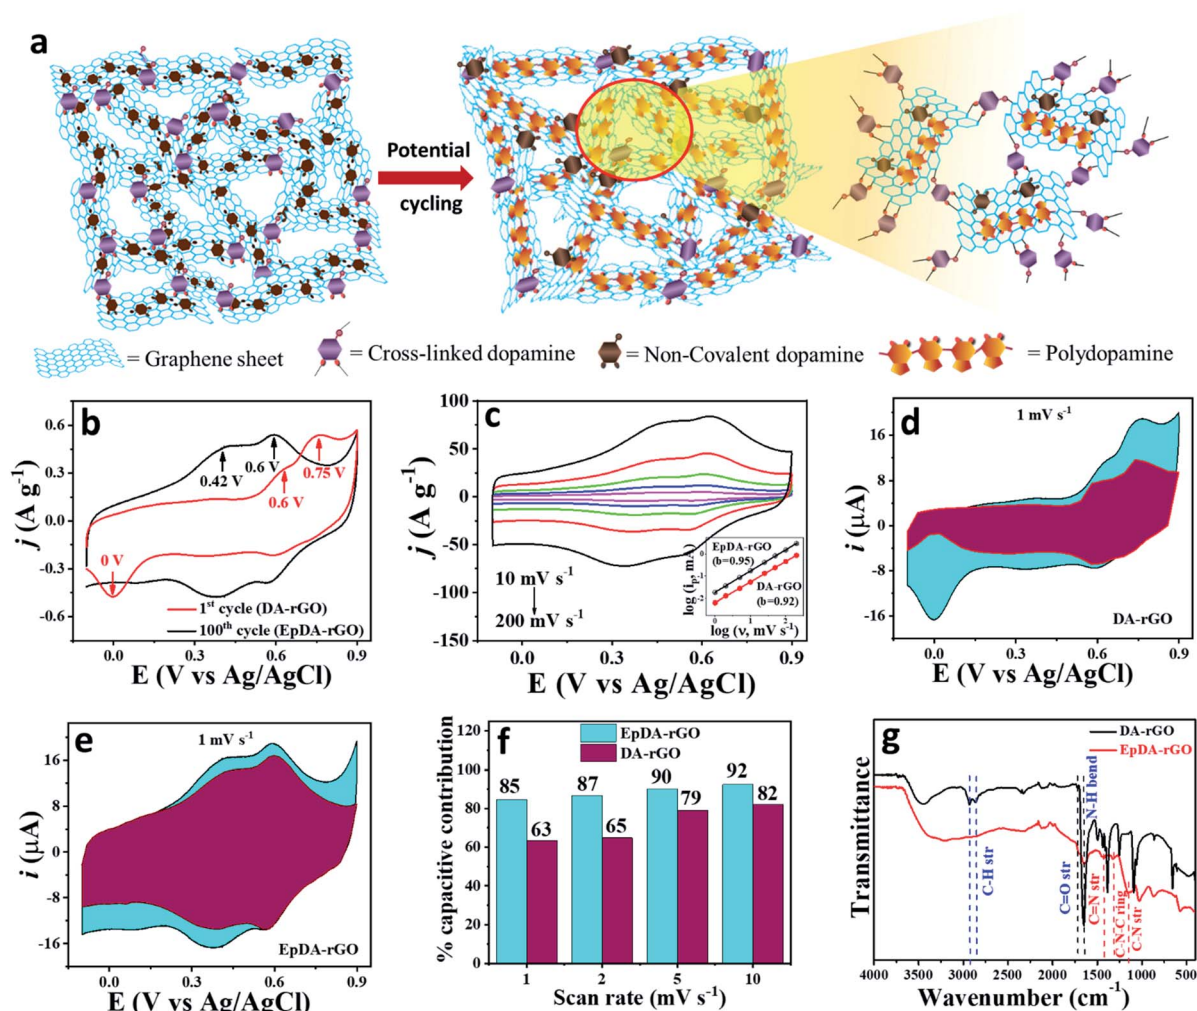 a
Potential
cycling
= Graphene sheet
= Cross-linked dopamine
= Non-Covalent dopamine
= Polydopamine
b
j (A g⁻¹)
0.6
0.3
0.0
-0.3
-0.6
0.42 V
0.6 V
0.75 V
0.6 V
0 V
1ˢᵗ cycle (DA-rGO)
100ᵗʰ cycle (EpDA-rGO)
0.0 0.3 0.6 0.9
E (V vs Ag/AgCl)
c
j (A g⁻¹)
100
50
0
-50
-100
-150
10 mV s⁻¹
200 mV s⁻¹
log (iₚ, mA)
EpDA-rGO
(b=0.95)
DA-rGO
(b=0.92)
0
-1
-2
0 1 2
log (ν, mV s⁻¹)
0.0 0.3 0.6 0.9
E (V vs Ag/AgCl)
d
1 mV s⁻¹
i (μA)
16
8
0
-8
-16
DA-rGO
0.0 0.3 0.6 0.9
E (V vs Ag/AgCl)
e
1 mV s⁻¹
i (μA)
16
8
0
-8
-16
EpDA-rGO
0.0 0.3 0.6 0.9
E (V vs Ag/AgCl)
f
% capacitive contribution
120
100
80
60
40
20
0
EpDA-rGO
DA-rGO
85 63 87 65 90 79 92 82
1 2 5 10
Scan rate (mV s⁻¹)
g
DA-rGO
EpDA-rGO
Transmittance
C-H str
C=O str
N-H bend
C=N str
C-N-C ring
C-N str
4000 3500 3000 2500 2000 1500 1000 500
Wavenumber (cm⁻¹)